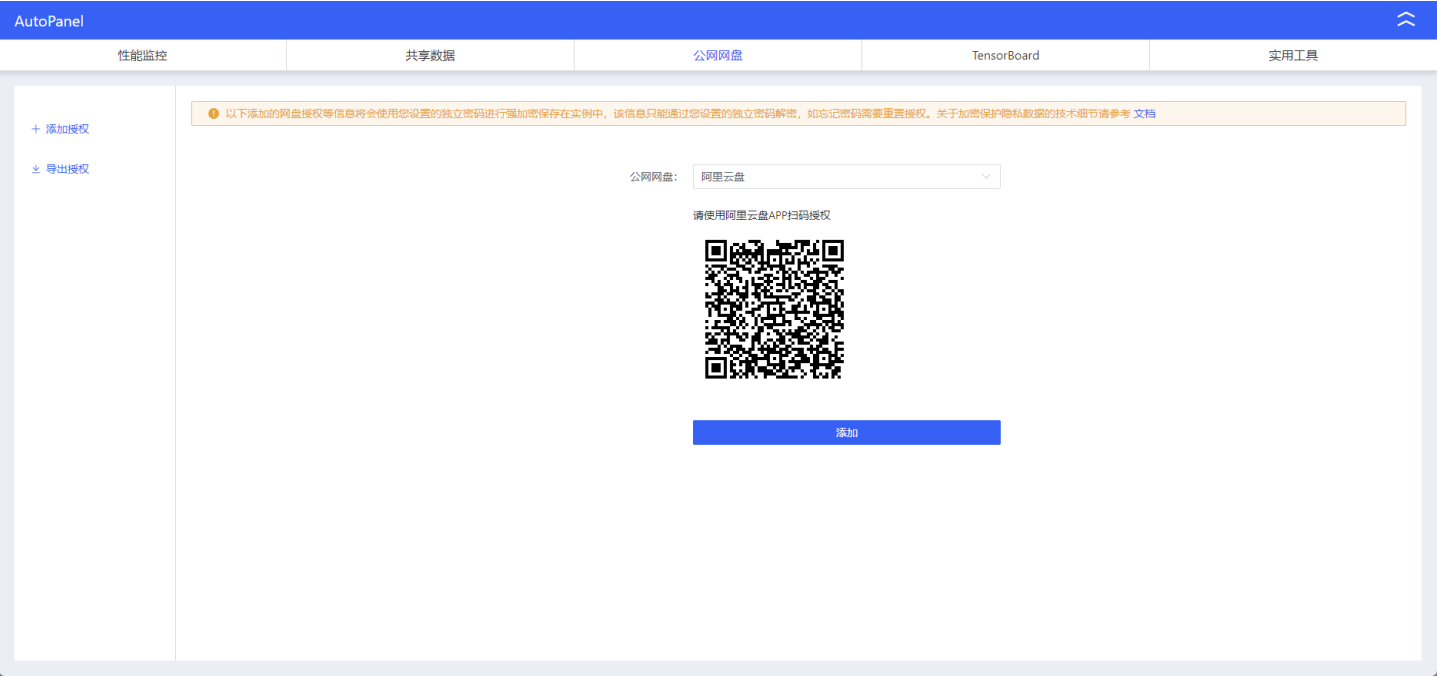 AutoPanel
性能监控
共享数据
公网网盘
TensorBoard
实用工具
+ 添加授权
导出授权
以下添加的网盘授权等信息将会使用您设置的独立密码进行强加密保存在实例中，该信息只能通过您设置的独立密码解密，如忘记密码需要重置授权。关于加密保护隐私数据的技术细节请参考 文档
公网网盘：
阿里云盘
请使用阿里云盘APP扫码授权
添加